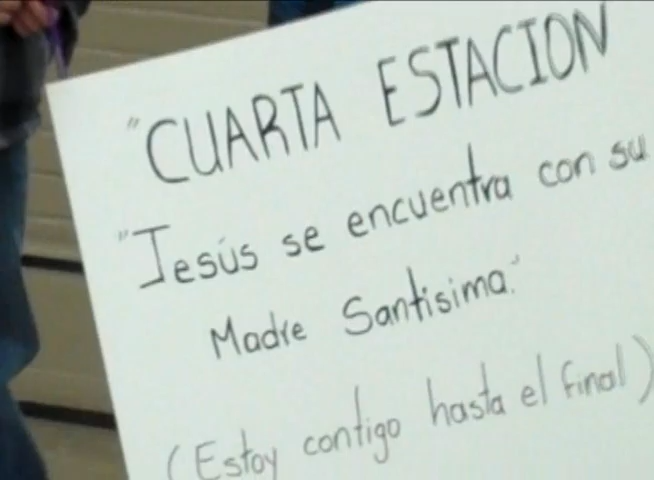 "CUARTA ESTACION
"Jesús se encuentra con su
Madre Santisima."
(Estoy contigo hasta el final)